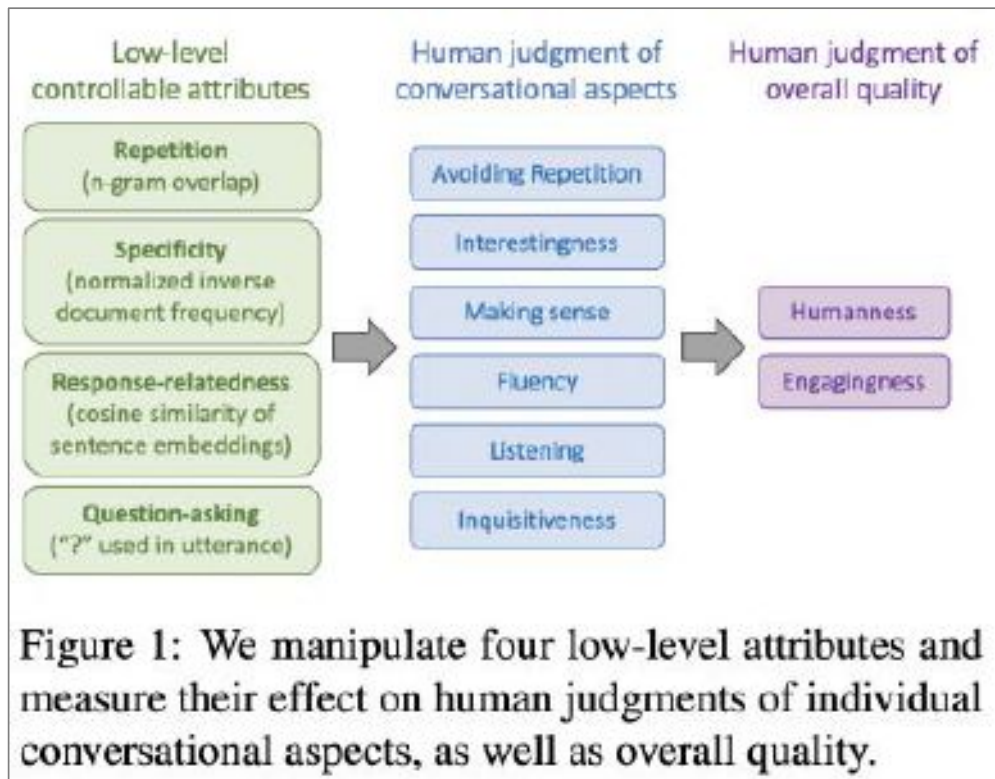 Low-level
controllable attributes
Repetition
(n-gram overlap)
Specificity
(normalized inverse
document frequency)
Response-relatedness
(cosine similarity of
sentence embeddings)
Question-asking
("?" used in utterance)
Human judgment of
conversational aspects
Avoiding Repetition
Interestingness
Making sense
Fluency
Listening
Inquisitiveness
Human judgment of
overall quality
Humanness
Engagingness
Figure 1: We manipulate four low-level attributes and
measure their effect on human judgments of individual
conversational aspects, as well as overall quality.